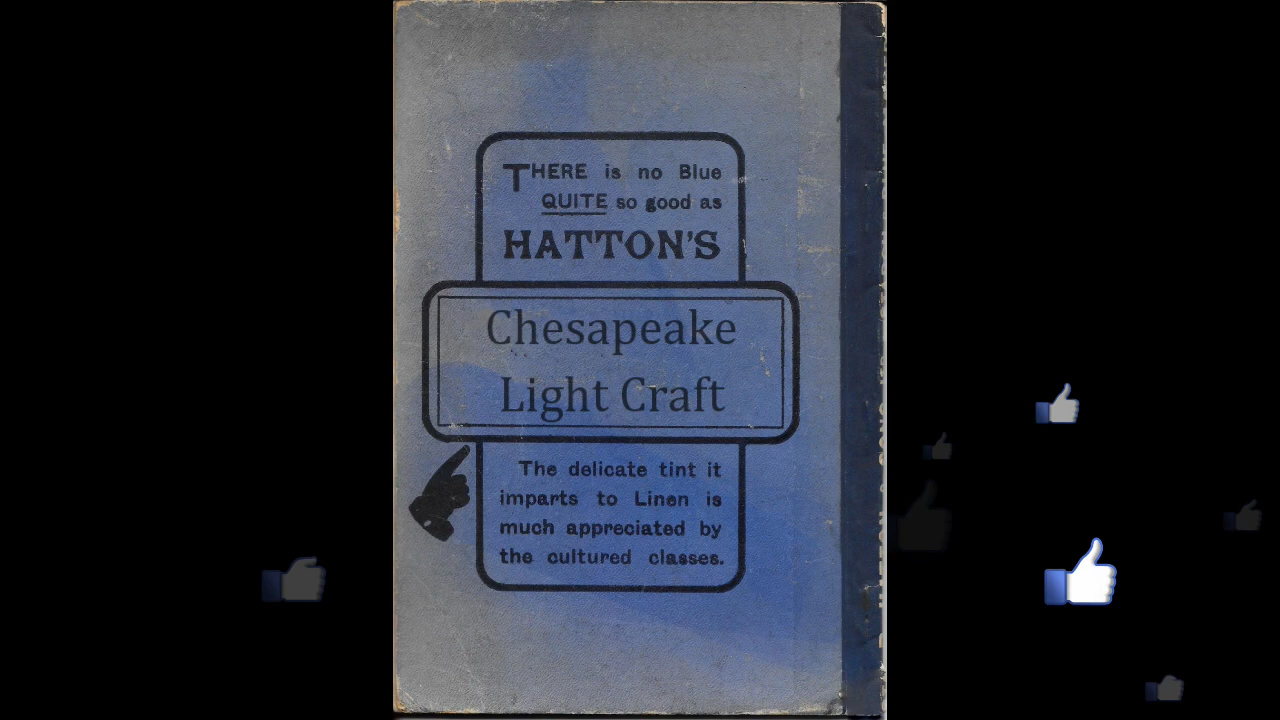 THERE is no Blue
QUITE so good as
HATTON'S
Chesapeake
Light Craft
The delicate tint it
imparts to Linen is
much appreciated by
the cultured classes.